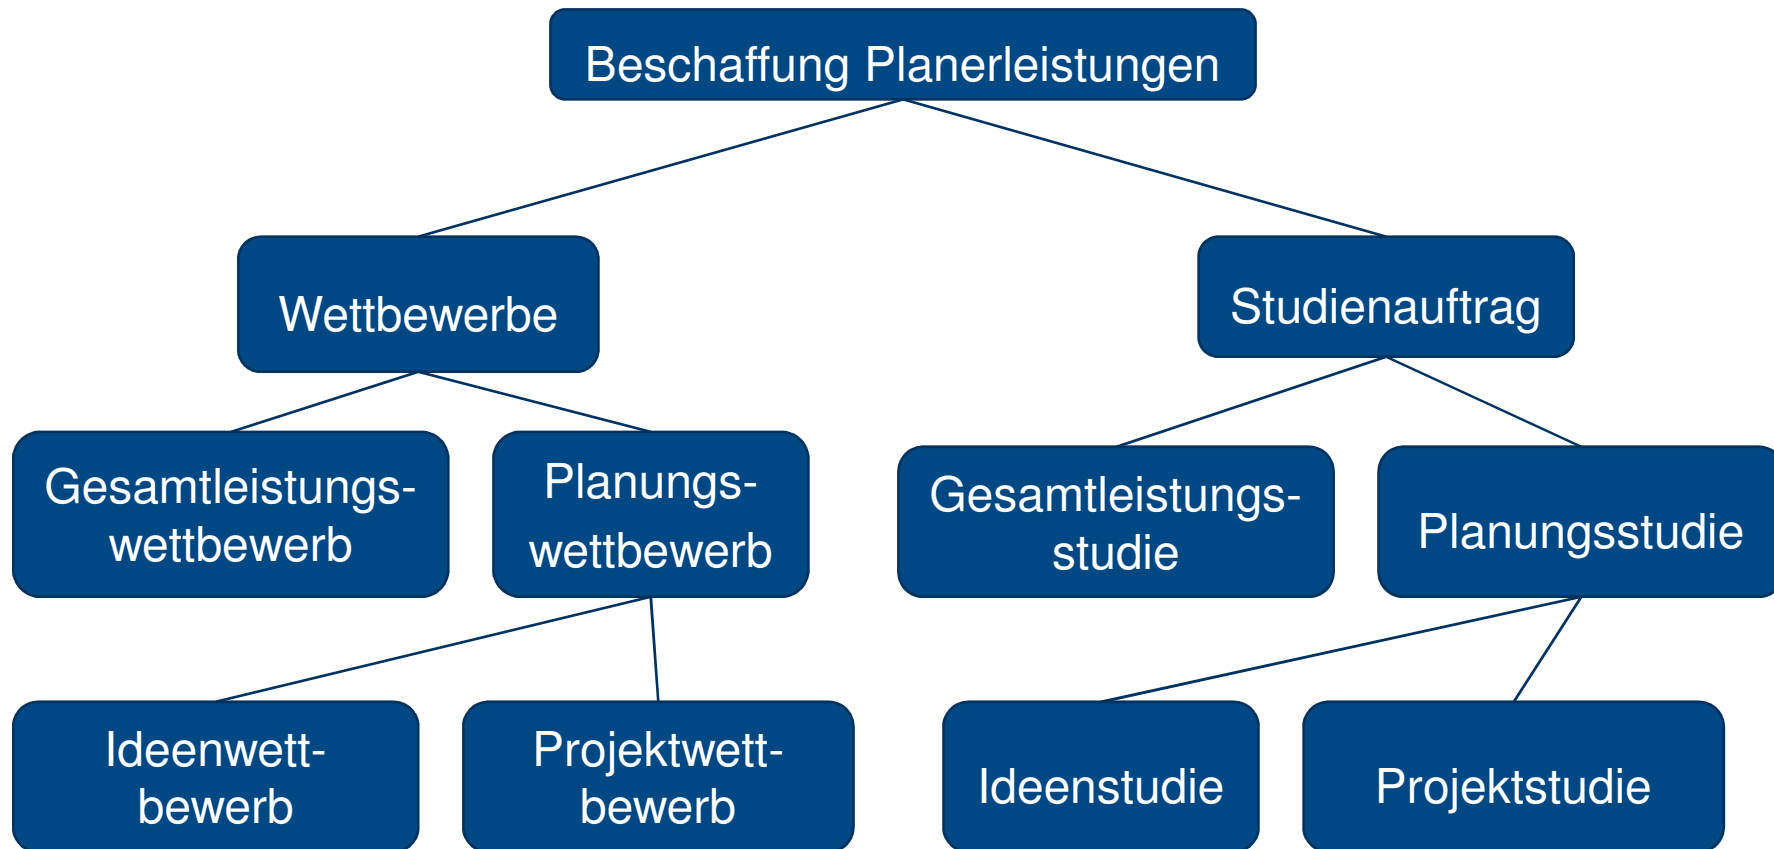 Beschaffung Planerleistungen
Wettbewerbe
Studienauftrag
Gesamtleistungs-
wettbewerb
Planungs-
wettbewerb
Gesamtleistungs-
studie
Planungsstudie
Ideenwett-
bewerb
Projektwett-
bewerb
Ideenstudie
Projektstudie